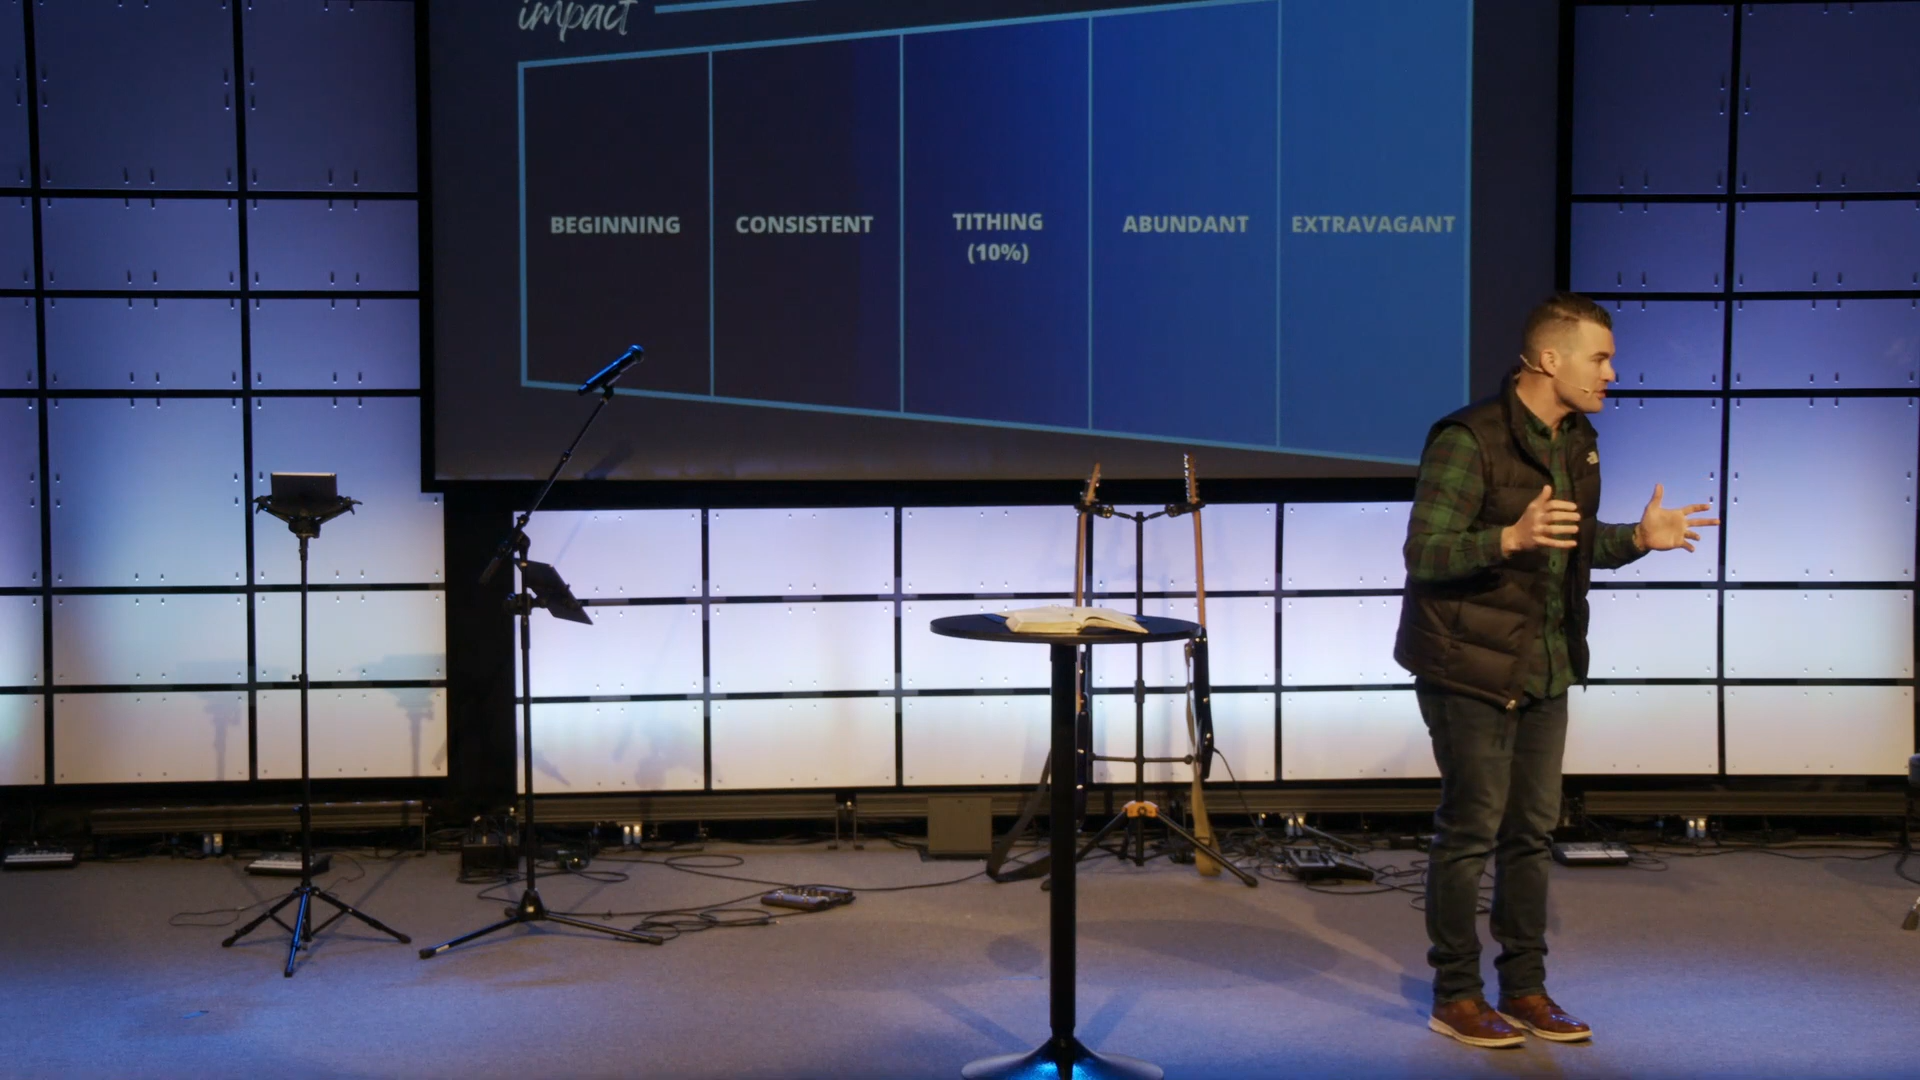 impact
BEGINNING
CONSISTENT
TITHING
(10%)
ABUNDANT
EXTRAVAGANT